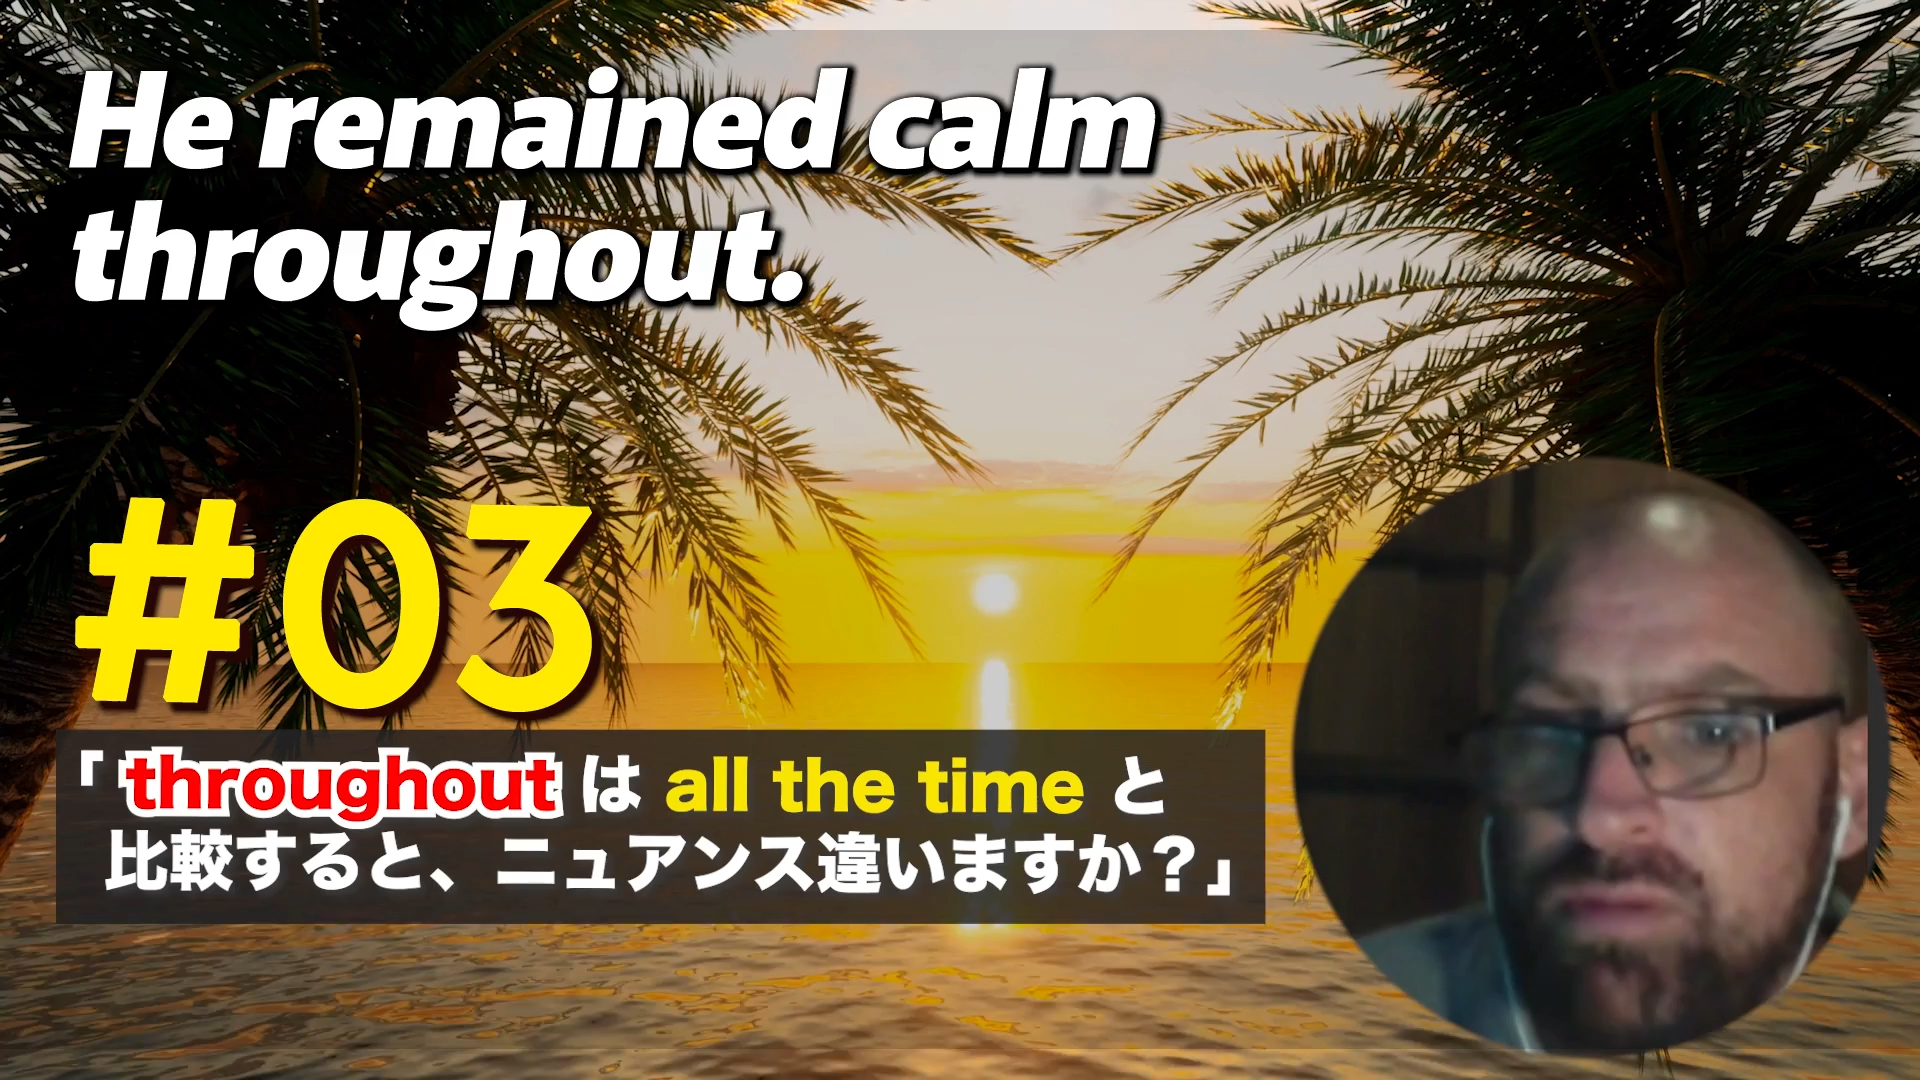 He remained calm
throughout.
#03
「throughout は all the time と
比較すると、ニュアンス違いますか？」